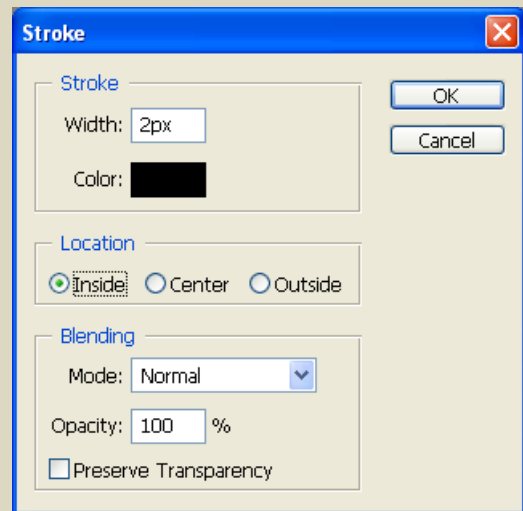 Stroke
Stroke
Width: 2px
Color:
OK
Cancel
Location
Inside Center Outside
Blending
Mode: Normal
Opacity: 100 %
Preserve Transparency